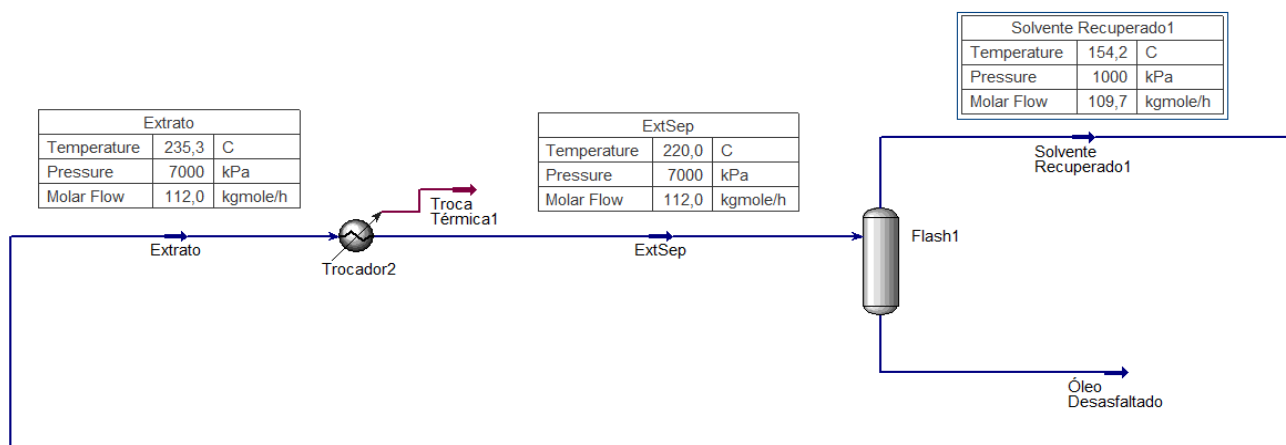 Solvente Recuperado1
Temperature 154,2 C
Pressure 1000 kPa
Molar Flow 109,7 kgmole/h
Extrato
Temperature 235,3 C
Pressure 7000 kPa
Molar Flow 112,0 kgmole/h
ExtSep
Temperature 220,0 C
Pressure 7000 kPa
Molar Flow 112,0 kgmole/h
Solvente
Recuperado1
Troca
Térmica1
Extrato
Trocador2
ExtSep
Flash1
Óleo
Desasfaltado